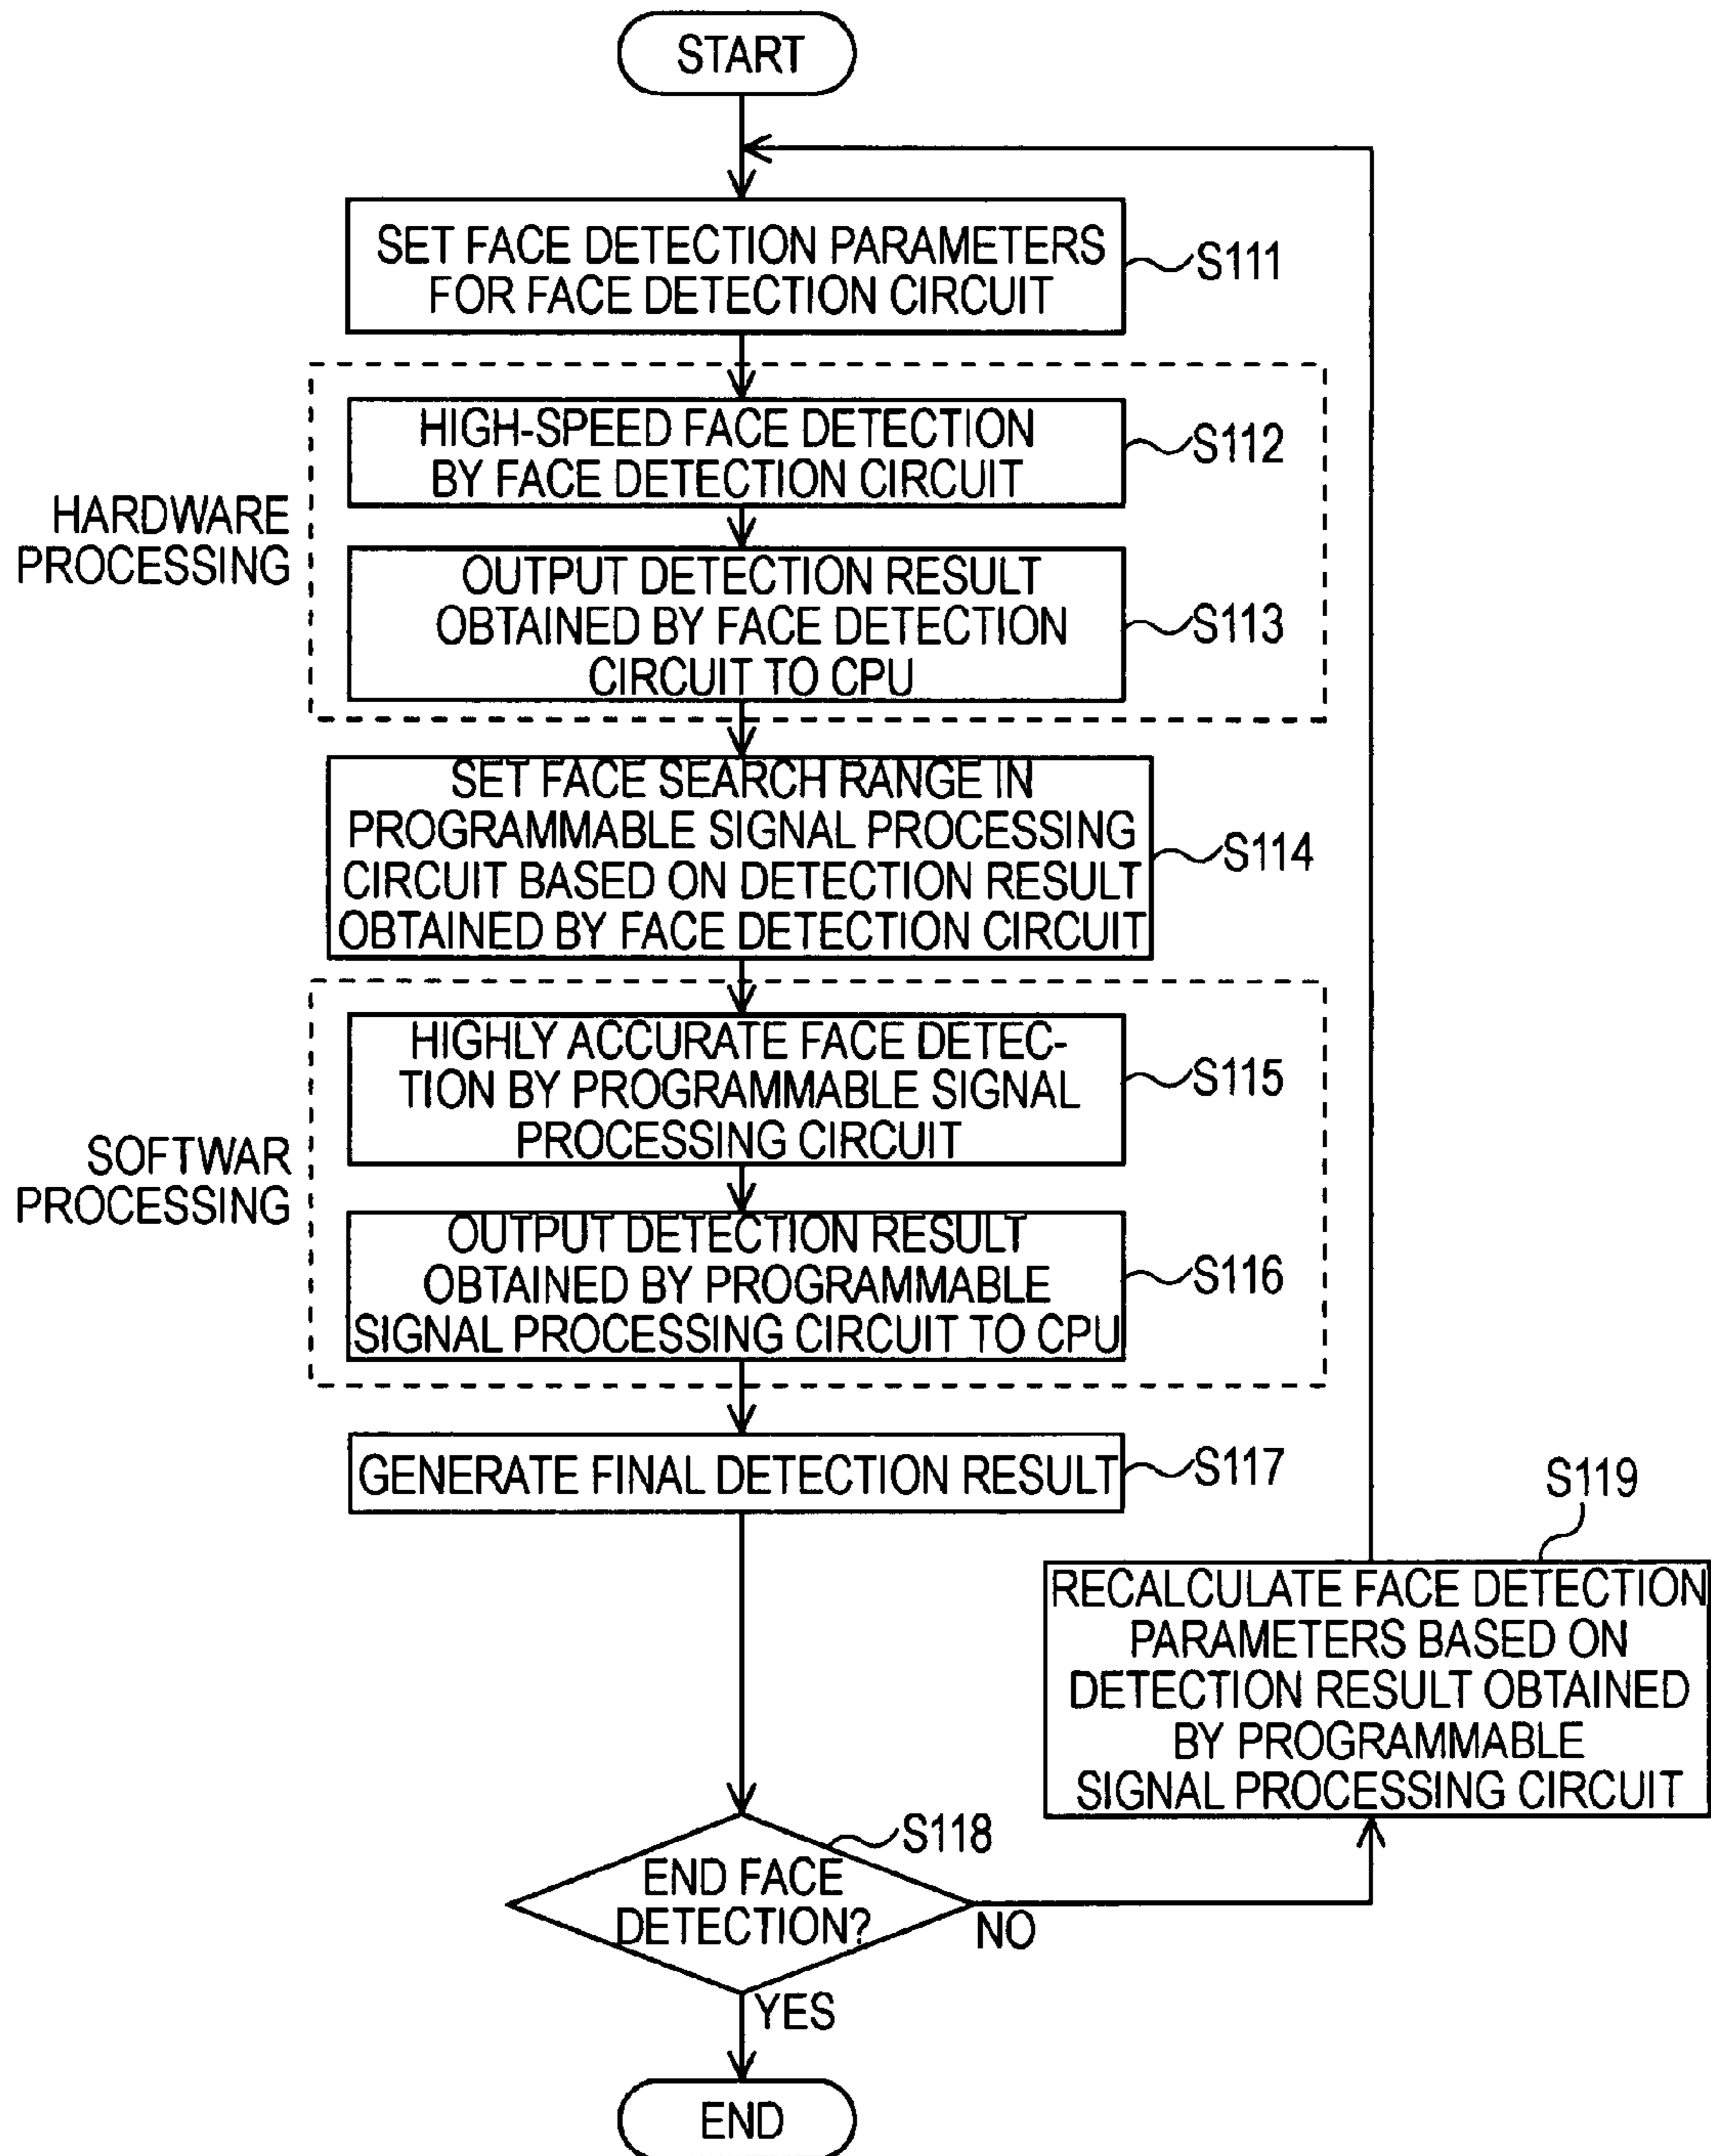 START
SET FACE DETECTION PARAMETERS
FOR FACE DETECTION CIRCUIT
S111
HARDWARE
PROCESSING
HIGH-SPEED FACE DETECTION
BY FACE DETECTION CIRCUIT
S112
OUTPUT DETECTION RESULT
OBTAINED BY FACE DETECTION
CIRCUIT TO CPU
S113
SET FACE SEARCH RANGE IN
PROGRAMMABLE SIGNAL PROCESSING
CIRCUIT BASED ON DETECTION RESULT
OBTAINED BY FACE DETECTION CIRCUIT
S114
SOFTWAR
PROCESSING
HIGHLY ACCURATE FACE DETEC-
TION BY PROGRAMMABLE SIGNAL
PROCESSING CIRCUIT
S115
OUTPUT DETECTION RESULT
OBTAINED BY PROGRAMMABLE
SIGNAL PROCESSING CIRCUIT TO CPU
S116
GENERATE FINAL DETECTION RESULT
S117
S119
RECALCULATE FACE DETECTION
PARAMETERS BASED ON
DETECTION RESULT OBTAINED
BY PROGRAMMABLE
SIGNAL PROCESSING CIRCUIT
S118
END FACE
DETECTION?
NO
YES
END